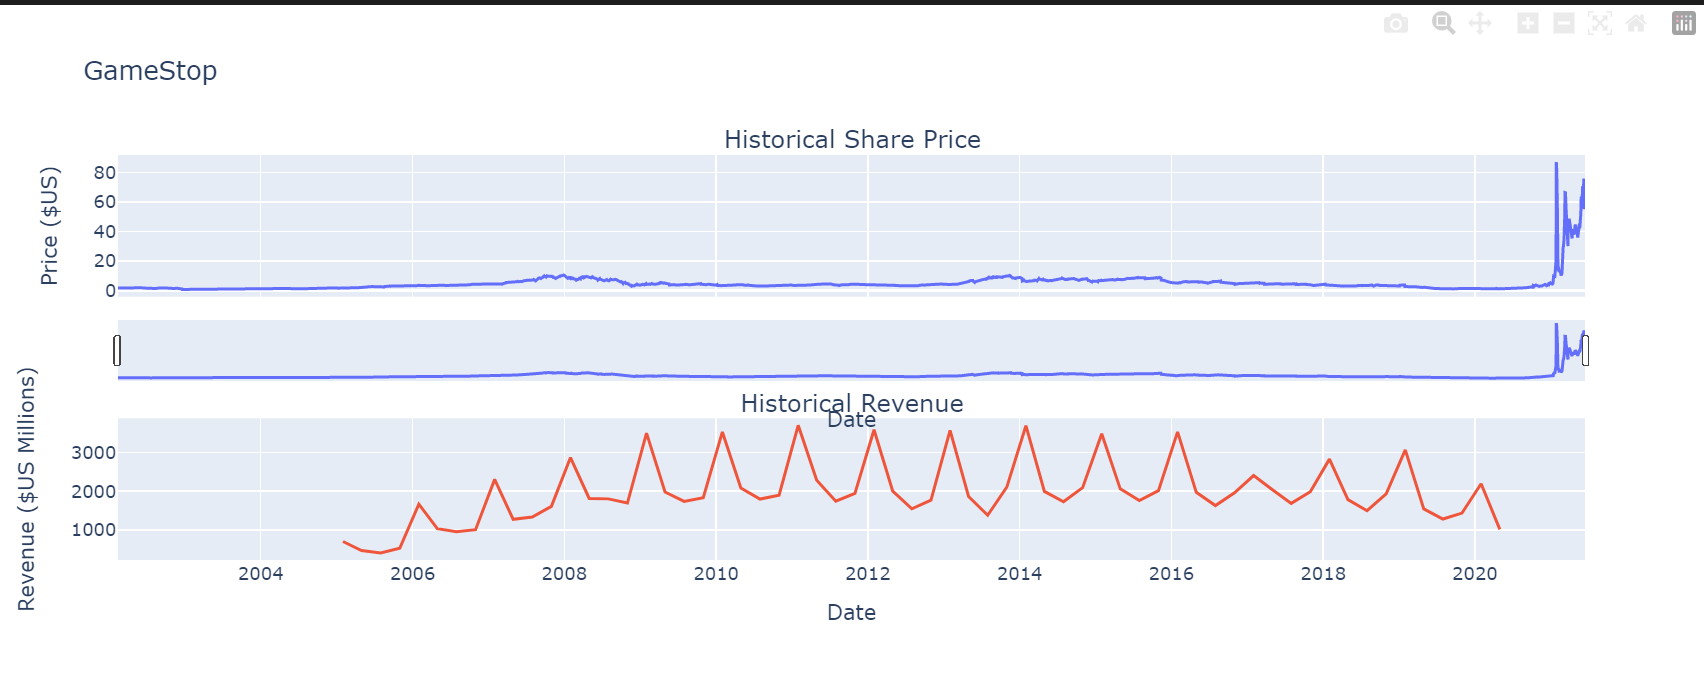 GameStop
Historical Share Price
Price ($US)
80
60
40
20
0
Historical Revenue
Date
Revenue ($US Millions)
3000
2000
1000
2004 2006 2008 2010 2012 2014 2016 2018 2020
Date